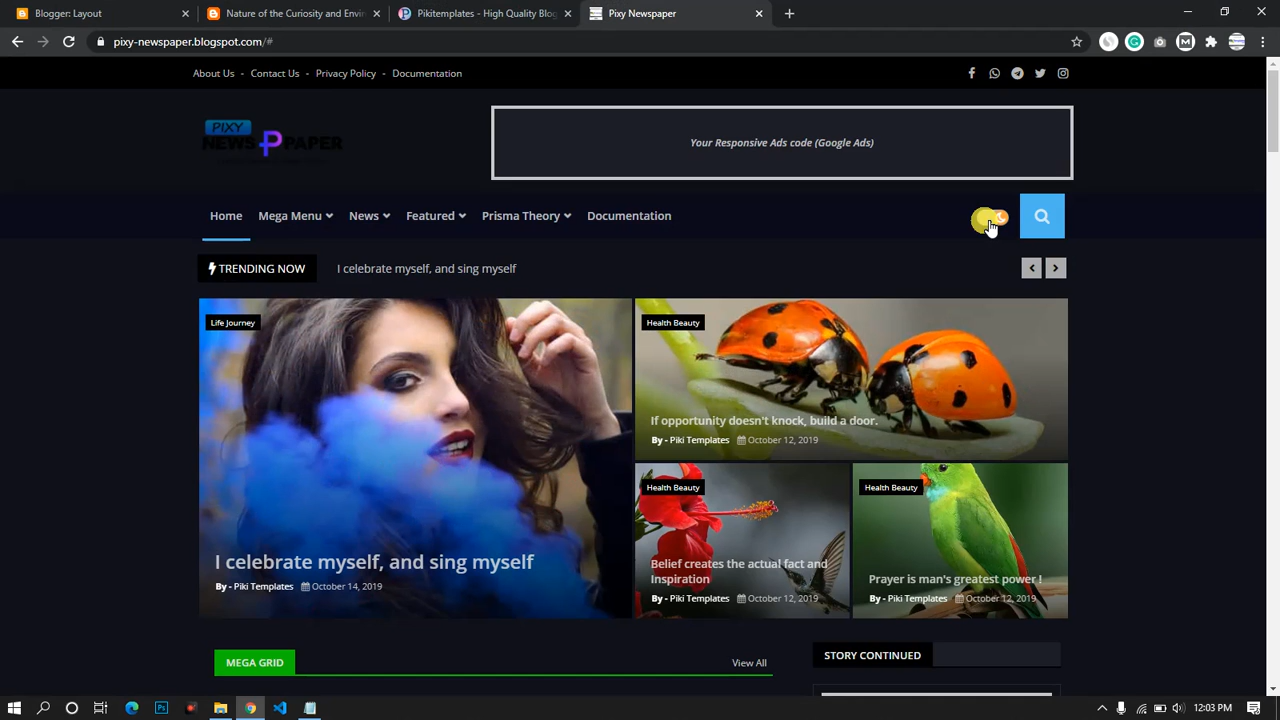 Blogger: Layout
Nature of the Curiosity and Envir
Pikitemplates - High Quality Blog
Pixy Newspaper
pixy-newspaper.blogspot.com/#
About Us - Contact Us - Privacy Policy - Documentation
PIXY
NEWS PAPER
Your Responsive Ads code (Google Ads)
Home Mega Menu News Featured Prisma Theory Documentation
TRENDING NOW I celebrate myself, and sing myself
Life Journey
I celebrate myself, and sing myself
By - Piki Templates October 14, 2019
Health Beauty
If opportunity doesn't knock, build a door.
By - Piki Templates October 12, 2019
Health Beauty
Belief creates the actual fact and
Inspiration
By - Piki Templates October 12, 2019
Health Beauty
Prayer is man's greatest power !
By - Piki Templates October 12, 2019
MEGA GRID View All
STORY CONTINUED
12:03 PM